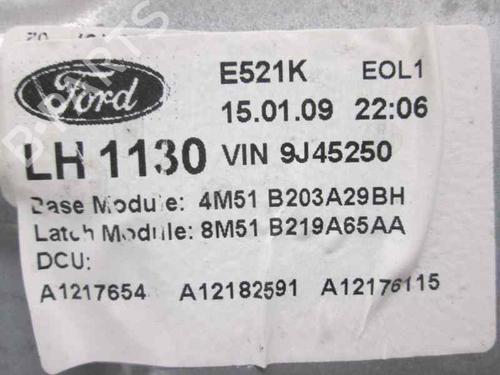 Ford E521K EOL1
15.01.09 22:06
LH 1130 VIN 9J45250
Base Module: 4M51 B203A29BH
Latch Module: 8M51 B219A65AA
DCU:
A1217654 A12182591 A12176115